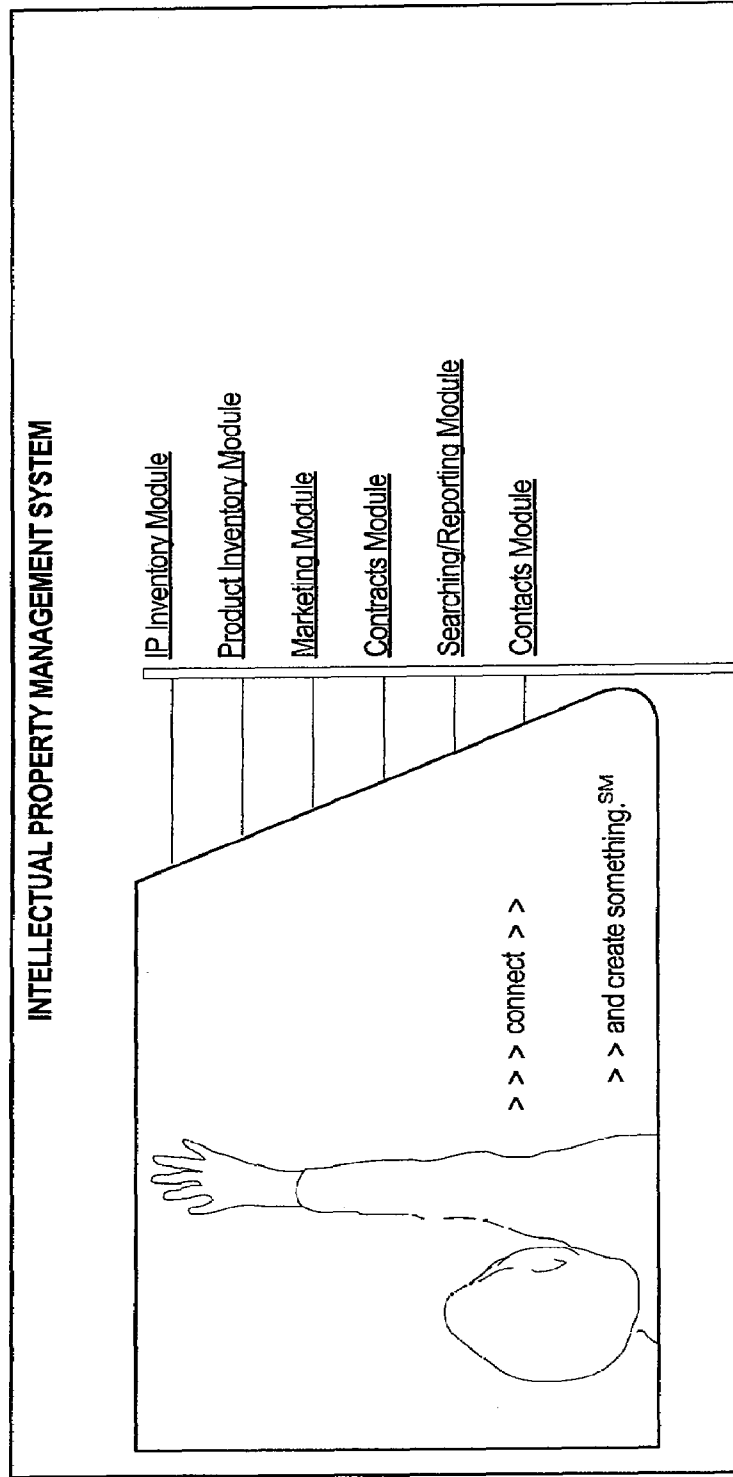 INTELLECTUAL PROPERTY MANAGEMENT SYSTEM
IP Inventory Module
Product Inventory Module
Marketing Module
Contracts Module
Searching/Reporting Module
Contacts Module
> > > connect > >
> > and create something.SM